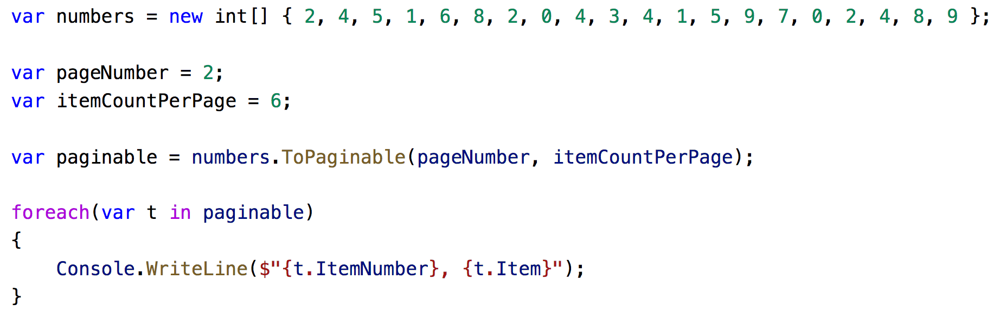 var numbers = new int[] { 2, 4, 5, 1, 6, 8, 2, 0, 4, 3, 4, 1, 5, 9, 7, 0, 2, 4, 8, 9 };
var pageNumber = 2;
var itemCountPerPage = 6;
var paginable = numbers.ToPaginable(pageNumber, itemCountPerPage);
foreach(var t in paginable)
{
    Console.WriteLine($"{t.ItemNumber}, {t.Item}");
}